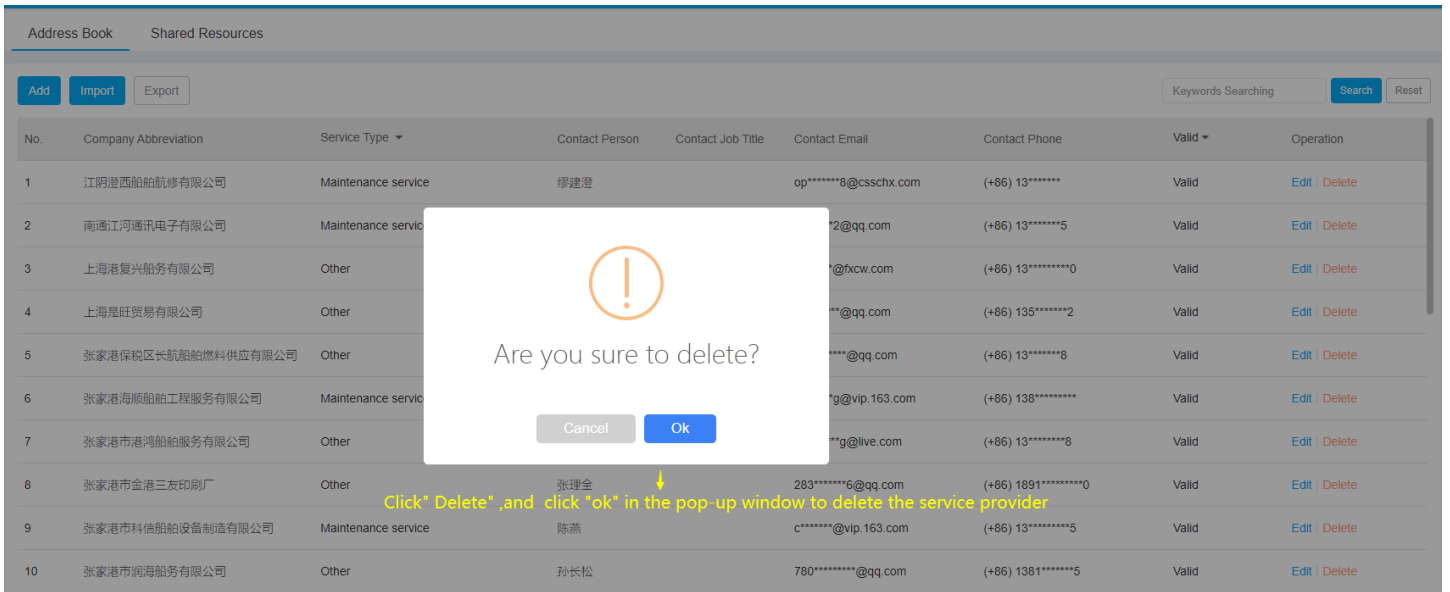 Address Book Shared Resources
Add Import Export Keywords Searching Search Reset
No. Company Abbreviation Service Type Contact Person Contact Job Title Contact Email Contact Phone Valid Operation
1 江阴澄西船舶航修有限公司 Maintenance service 缪建澄 op*******8@csschx.com (+86) 13******* Valid Edit Delete
2 南通江河通讯电子有限公司 Maintenance servic *2@qq.com (+86) 13*******5 Valid Edit Delete
3 上海港复兴船务有限公司 Other *@fxcw.com (+86) 13*********0 Valid Edit Delete
4 上海是旺贸易有限公司 Other **@qq.com (+86) 135*******2 Valid Edit Delete
5 张家港保税区长航船舶燃料供应有限公司 Other ****@qq.com (+86) 13*******8 Valid Edit Delete
Are you sure to delete?
6 张家港海顺船舶工程服务有限公司 Maintenance servic *g@vip.163.com (+86) 138********* Valid Edit Delete
Cancel Ok
7 张家港市港鸿船舶服务有限公司 Other **g@live.com (+86) 13********8 Valid Edit Delete
8 张家港市金港三友印刷厂 Other 张理全 283*******6@qq.com (+86) 1891*********0 Valid Edit Delete
Click" Delete" ,and click "ok" in the pop-up window to delete the service provider
9 张家港市科信船舶设备制造有限公司 Maintenance service 陈燕 c*******@vip.163.com (+86) 13*********5 Valid Edit Delete
10 张家港市润海船务有限公司 Other 孙长松 780*********@qq.com (+86) 1381*******5 Valid Edit Delete